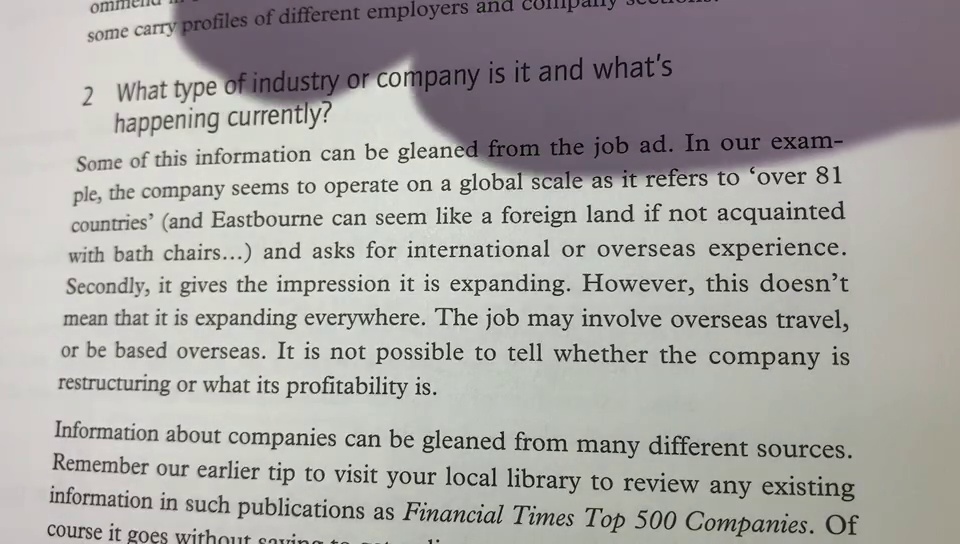 some carry profiles of different employers and company
2 What type of industry or company is it and what's
happening currently?
Some of this information can be gleaned from the job ad. In our exam-
ple, the company seems to operate on a global scale as it refers to ‘over 81
countries’ (and Eastbourne can seem like a foreign land if not acquainted
with bath chairs...) and asks for international or overseas experience.
Secondly, it gives the impression it is expanding. However, this doesn’t
mean that it is expanding everywhere. The job may involve overseas travel,
or be based overseas. It is not possible to tell whether the company is
restructuring or what its profitability is.
Information about companies can be gleaned from many different sources.
Remember our earlier tip to visit your local library to review any existing
information in such publications as Financial Times Top 500 Companies. Of
course it goes without saying to